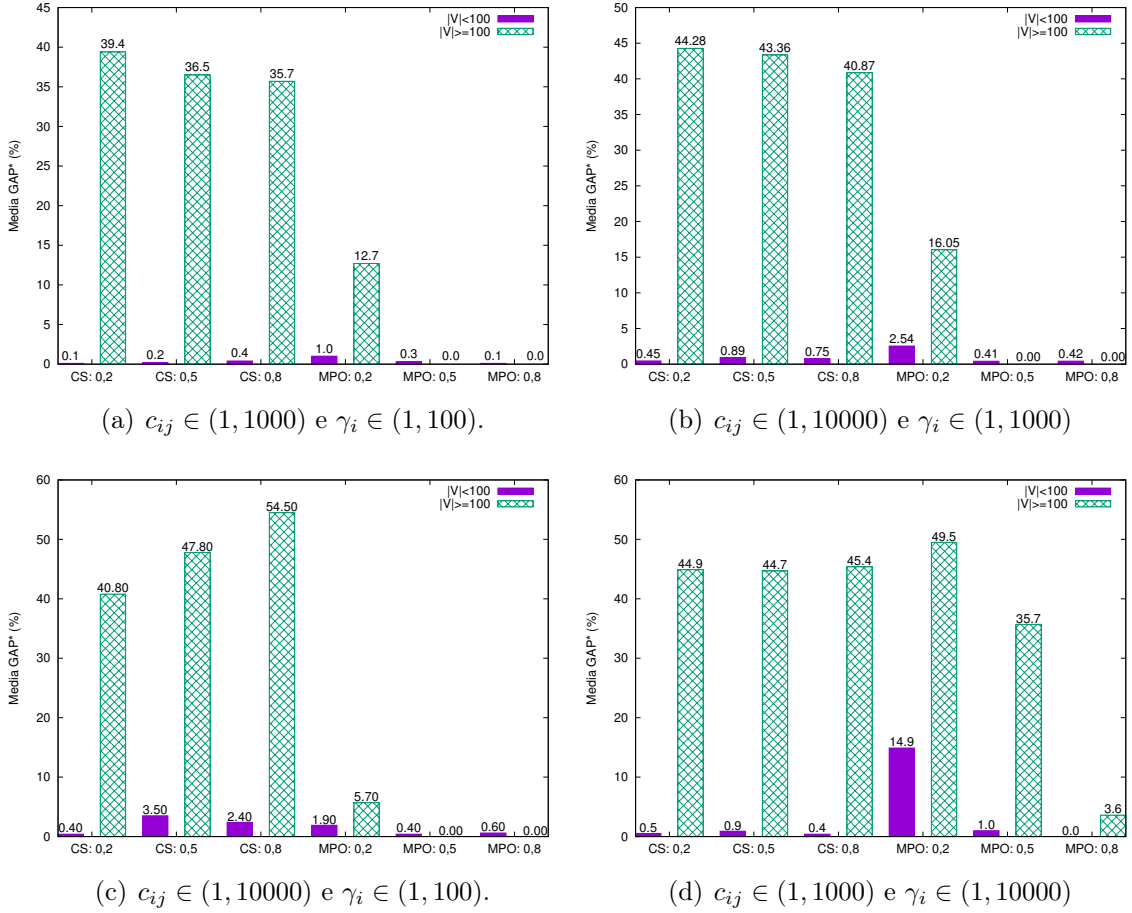 |V|<100
|V|>=100
Media GAP* (%)
45
40
35
30
25
20
15
10
5
0
39.4
36.5
35.7
12.7
0.1
0.2
0.4
1.0
0.3
0.0
0.1
0.0
CS: 0,2
CS: 0,5
CS: 0,8
MPO: 0,2
MPO: 0,5
MPO: 0,8
(a) c_{ij} ∈ (1, 1000) e γ_i ∈ (1, 100).
|V|<100
|V|>=100
Media GAP* (%)
50
45
40
35
30
25
20
15
10
5
0
44.28
43.36
40.87
16.05
0.45
0.89
0.75
2.54
0.41
0.00
0.42
0.00
CS: 0,2
CS: 0,5
CS: 0,8
MPO: 0,2
MPO: 0,5
MPO: 0,8
(b) c_{ij} ∈ (1, 10000) e γ_i ∈ (1, 1000)
|V|<100
|V|>=100
Media GAP* (%)
60
50
40
30
20
10
0
40.80
47.80
54.50
5.70
0.40
3.50
2.40
1.90
0.40
0.00
0.60
0.00
CS: 0,2
CS: 0,5
CS: 0,8
MPO: 0,2
MPO: 0,5
MPO: 0,8
(c) c_{ij} ∈ (1, 10000) e γ_i ∈ (1, 100).
|V|<100
|V|>=100
Media GAP* (%)
60
50
40
30
20
10
0
44.9
44.7
45.4
49.5
35.7
14.9
0.5
0.9
0.4
1.0
0.0
3.6
CS: 0,2
CS: 0,5
CS: 0,8
MPO: 0,2
MPO: 0,5
MPO: 0,8
(d) c_{ij} ∈ (1, 1000) e γ_i ∈ (1, 10000)